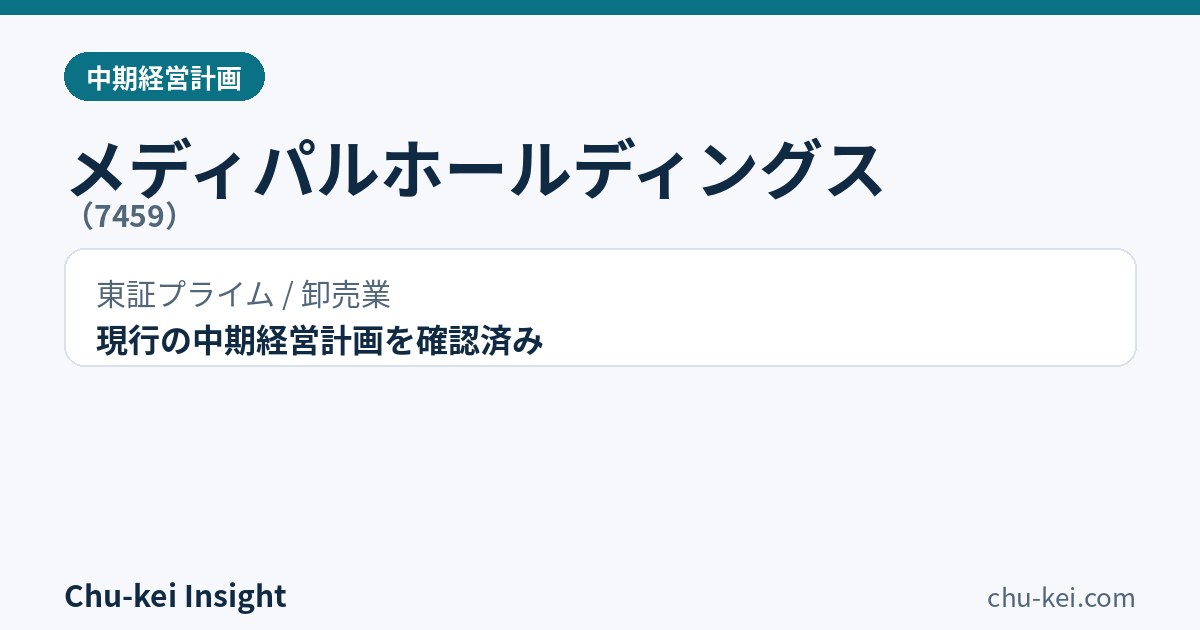 中期経営計画
メディパルホールディングス
（7459）
東証プライム / 卸売業
現行の中期経営計画を確認済み
Chu-kei Insight
chu-kei.com